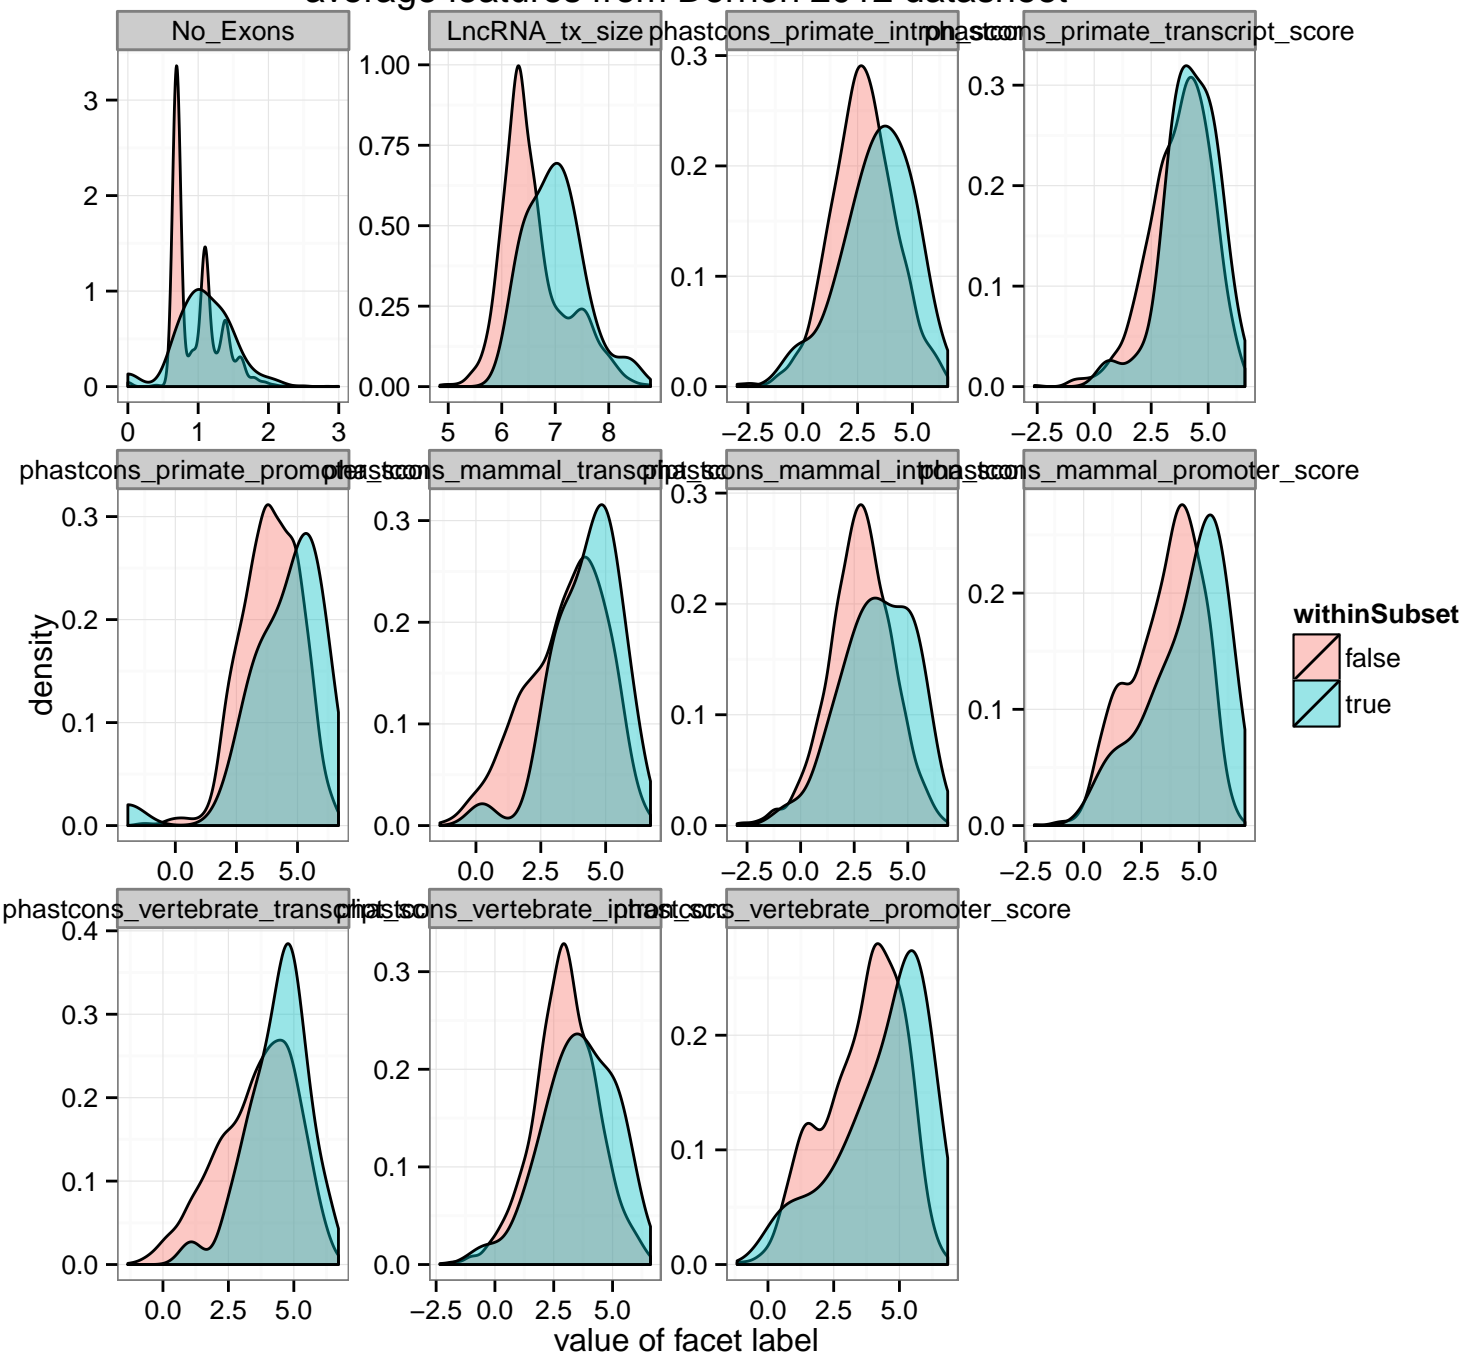 average features from Derrien 2012 datasheet
No_Exons
LncRNA_tx_size
phastcons_primate_intron_score
phastcons_primate_transcript_score
3
2
1
0
0 1 2 3
1.00
0.75
0.50
0.25
0.00
5 6 7 8
0.3
0.2
0.1
0.0
−2.5 0.0 2.5 5.0
0.3
0.2
0.1
0.0
−2.5 0.0 2.5 5.0
phastcons_primate_promoter_score
phastcons_mammal_transcript_score
phastcons_mammal_intron_score
phastcons_mammal_promoter_score
density
0.3
0.2
0.1
0.0
0.0 2.5 5.0
0.3
0.2
0.1
0.0
0.0 2.5 5.0
0.3
0.2
0.1
0.0
−2.5 0.0 2.5 5.0
0.2
0.1
0.0
−2.5 0.0 2.5 5.0
withinSubset
false
true
phastcons_vertebrate_transcript_score
phastcons_vertebrate_intron_score
phastcons_vertebrate_promoter_score
0.4
0.3
0.2
0.1
0.0
0.0 2.5 5.0
0.3
0.2
0.1
0.0
−2.5 0.0 2.5 5.0
0.2
0.1
0.0
0.0 2.5 5.0
value of facet label